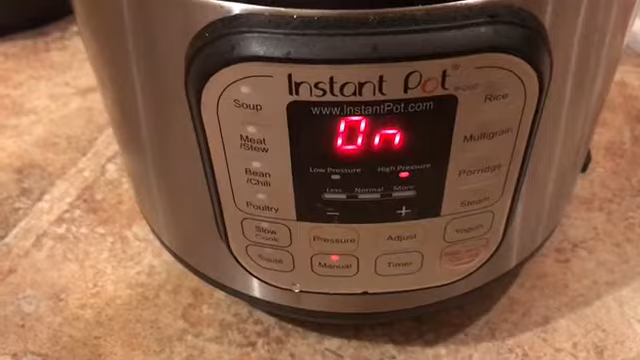 Instant Pot
www.InstantPot.com
Soup
Rice
On
Meat
/Stew
Multigrain
Low Pressure
High Pressure
Bean
/Chili
Porridge
Less
Normal
More
Poultry
Steam
− +
Slow
Cook
Pressure
Adjust
Yogurt
Sauté
Manual
Timer